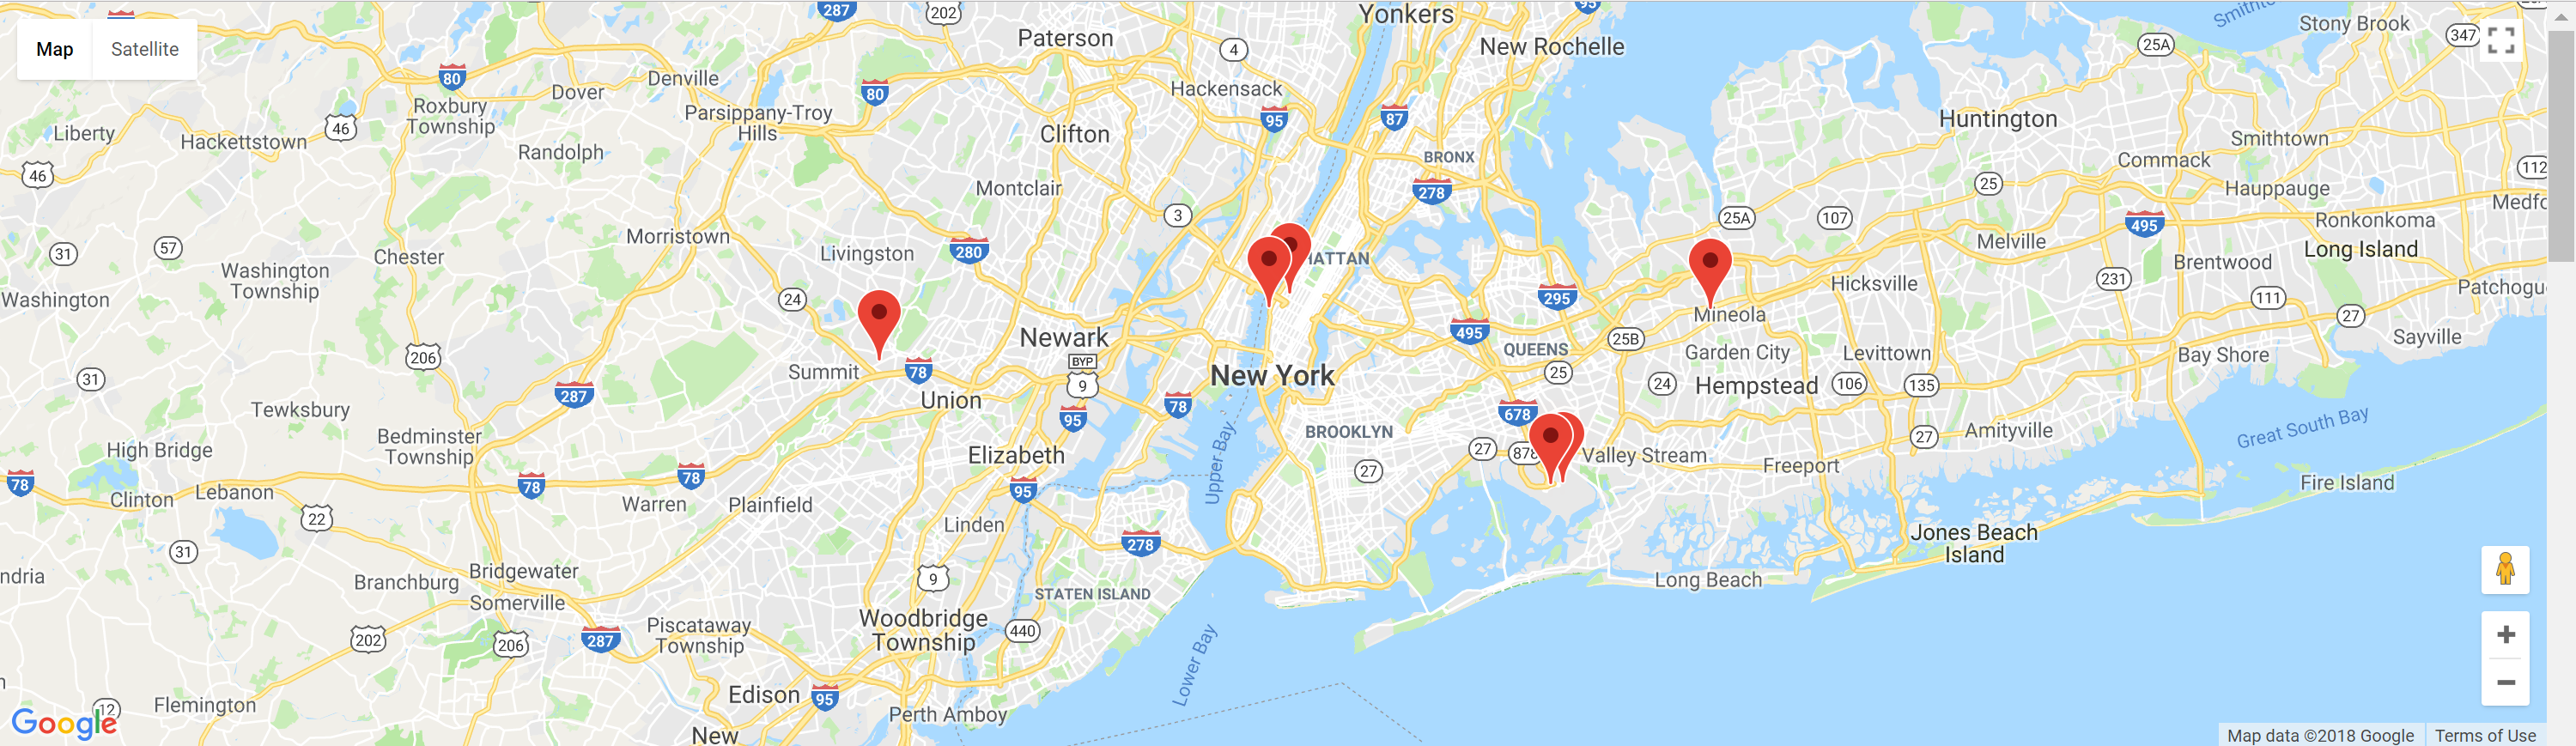 Map
Satellite
287
202
Paterson
4
Yonkers
95
New Rochelle
Smithto
Stony Brook
347
25A
80
Denville
80
Hackensack
Dover
Roxbury
Township
Parsippany-Troy
Hills
95
87
Huntington
Liberty
Hackettstown
46
Clifton
Randolph
Smithtown
BRONX
Commack
112
46
Montclair
278
25
Hauppauge
Medfo
3
25A
107
Ronkonkoma
495
31
57
Morristown
Livingston
280
HATTAN
Melville
Long Island
Chester
Washington
Township
Brentwood
231
Hicksville
Patchogu
Washington
24
295
111
Mineola
27
Newark
495
25B
Sayville
206
BYP
9
QUEENS
Garden City
Levittown
Bay Shore
Summit
78
New York
25
24
Hempstead
106
135
31
287
Union
78
95
678
Tewksbury
Great South Bay
BROOKLYN
Bedminster
Township
27
Amityville
High Bridge
Elizabeth
Upper Bay
27
878
Valley Stream
Freeport
27
78
78
78
95
Fire Island
Clinton
Lebanon
Warren
Plainfield
22
Linden
Jones Beach
Island
31
278
ndria
Branchburg
Bridgewater
9
Long Beach
Somerville
STATEN ISLAND
202
206
287
Piscataway
Township
Woodbridge
Township
440
Lower Bay
Edison
95
Flemington
12
Perth Amboy
New
Google
Map data ©2018 Google
Terms of Use